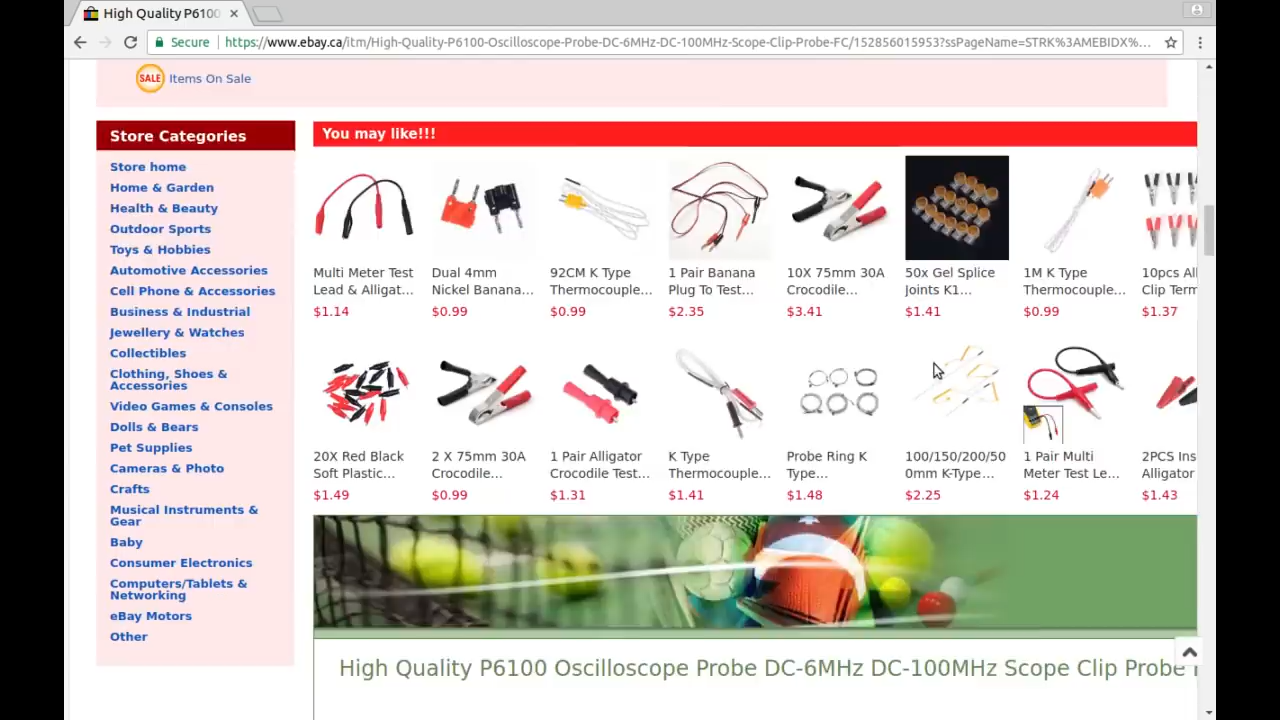 High Quality P6100
Secure
https://www.ebay.ca/itm/High-Quality-P6100-Oscilloscope-Probe-DC-6MHz-DC-100MHz-Scope-Clip-Probe-FC/152856015953?ssPageName=STRK%3AMEBIDX%...
SALE Items On Sale
Store Categories
Store home
Home & Garden
Health & Beauty
Outdoor Sports
Toys & Hobbies
Automotive Accessories
Cell Phone & Accessories
Business & Industrial
Jewellery & Watches
Collectibles
Clothing, Shoes &
Accessories
Video Games & Consoles
Dolls & Bears
Pet Supplies
Cameras & Photo
Crafts
Musical Instruments &
Gear
Baby
Consumer Electronics
Computers/Tablets &
Networking
eBay Motors
Other
You may like!!!
Multi Meter Test
Lead & Alligat...
$1.14
Dual 4mm
Nickel Banana...
$0.99
92CM K Type
Thermocouple...
$0.99
1 Pair Banana
Plug To Test...
$2.35
10X 75mm 30A
Crocodile...
$3.41
50x Gel Splice
Joints K1...
$1.41
1M K Type
Thermocouple...
$0.99
10pcs All
Clip Term
$1.37
20X Red Black
Soft Plastic...
$1.49
2 X 75mm 30A
Crocodile...
$0.99
1 Pair Alligator
Crocodile Test...
$1.31
K Type
Thermocouple...
$1.41
Probe Ring K
Type...
$1.48
100/150/200/50
0mm K-Type...
$2.25
1 Pair Multi
Meter Test Le...
$1.24
2PCS Ins
Alligator
$1.43
High Quality P6100 Oscilloscope Probe DC-6MHz DC-100MHz Scope Clip Probe